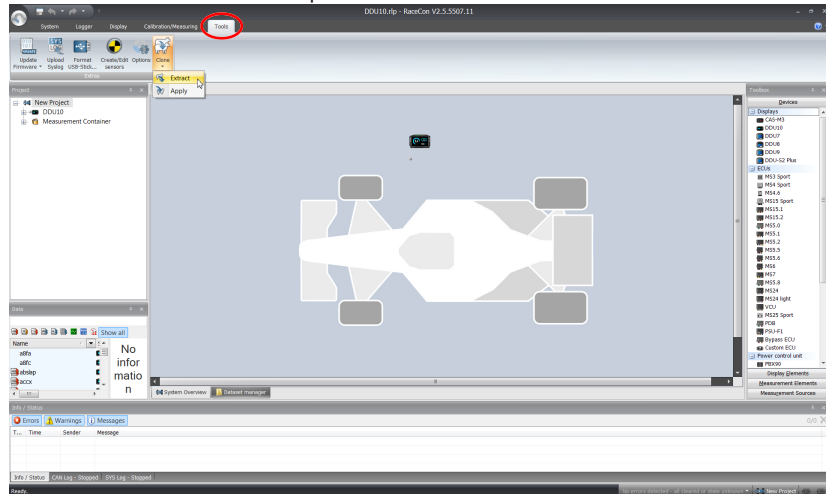 DDU10.rlp - RaceCon V2.5.5507.11
System Logger Display Calibration/Measuring Tools
Update Firmware
Upload Syslog
Format USB-Stick...
Create/Edit sensors
Options
Clone
Extras
Extract
Apply
Project
New Project
DDU10
Measurement Container
Data
Show all
Name
a8fa
a8fc
abslap
accx
No
infor
matio
n
System Overview
Dataset manager
Toolbox
Devices
Displays
CAS-M3
DDU10
DDU7
DDU8
DDU9
DDU-S2 Plus
ECUs
MS3 Sport
MS4 Sport
MS4.6
MS15 Sport
MS15.1
MS15.2
MS5.0
MS5.1
MS5.2
MS5.5
MS5.6
MS6
MS7
MS5.8
MS24
MS24 light
VCU
MS25 Sport
PDB
PSU-F1
Bypass ECU
Custom ECU
Power control unit
PBX90
Display Elements
Measurement Elements
Measurement Sources
Info / Status
Errors Warnings Messages
0/0
T... Time Sender Message
Info / Status CAN Log - Stopped SYS Log - Stopped
Ready.
New Project